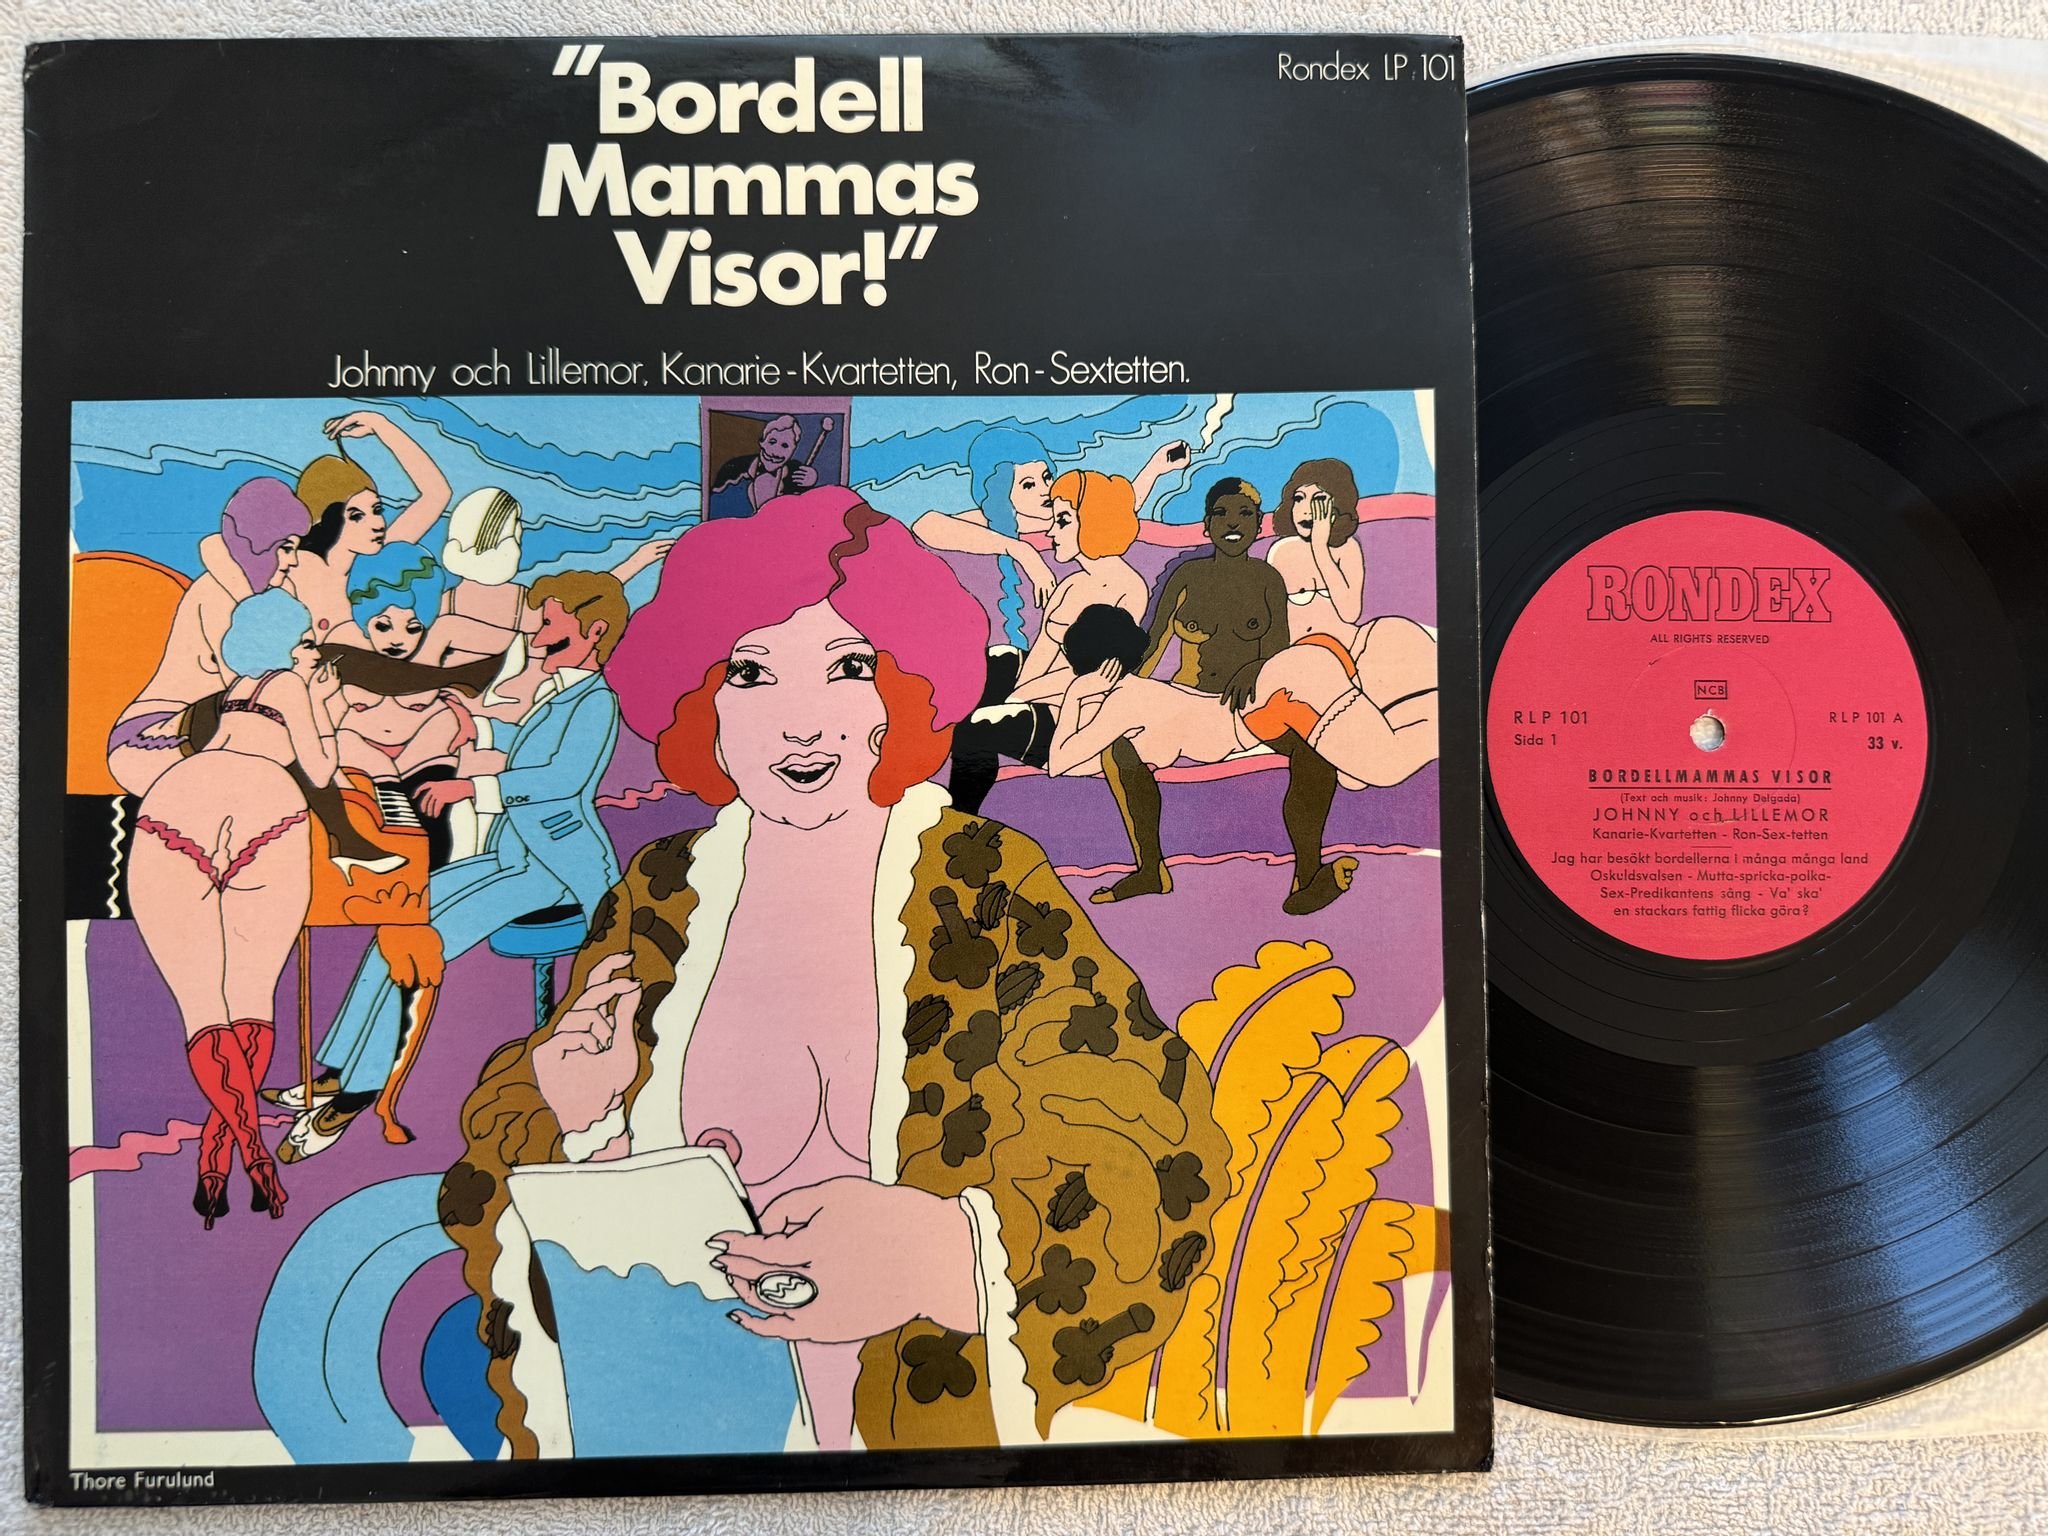 "Bordell
Mammas
Visor!"
Rondex LP 101
Johnny och Lillemor, Kanarie-Kvartetten, Ron-Sextetten.
Thore Furulund
RONDEX
ALL RIGHTS RESERVED
NCB
RLP 101
Sida 1
RLP 101 A
33 v.
BORDELLMAMMAS VISOR
(Text och musik: Johnny Delgada)
JOHNNY och LILLEMOR
Kanarie-Kvartetten - Ron-Sex-tetten
Jag har besökt bordellerna i många många land
Oskuldsvalsen - Mutta-spricka-polka-
Sex-Predikantens sång - Va' ska'
en stackars fattig flicka göra?